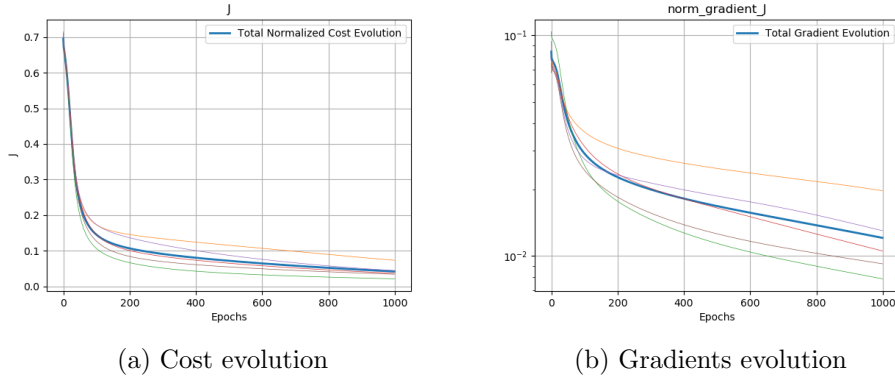 J
Total Normalized Cost Evolution
J
0.7
0.6
0.5
0.4
0.3
0.2
0.1
0.0
0 200 400 600 800 1000
Epochs
(a) Cost evolution
norm_gradient_J
Total Gradient Evolution
10⁻¹
10⁻²
0 200 400 600 800 1000
Epochs
(b) Gradients evolution